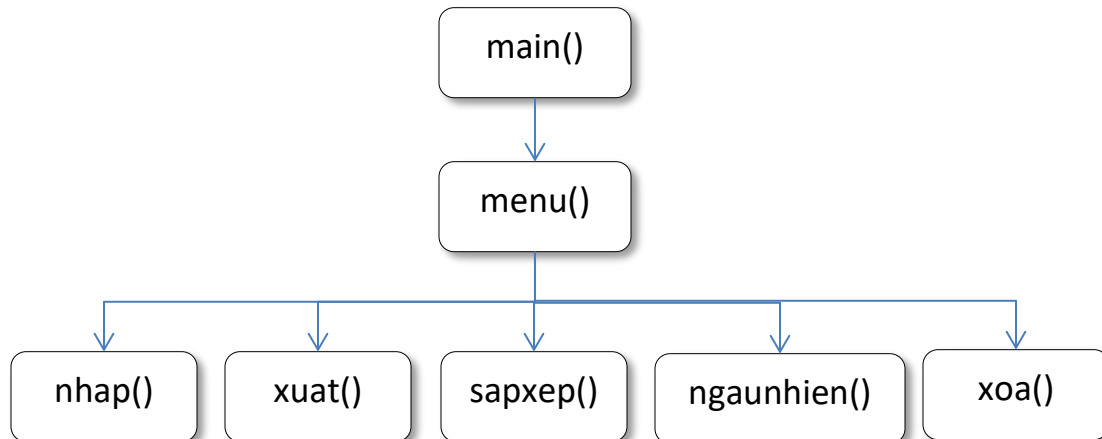 main()
menu()
nhap()
xuat()
sapxep()
ngaunhien()
xoa()